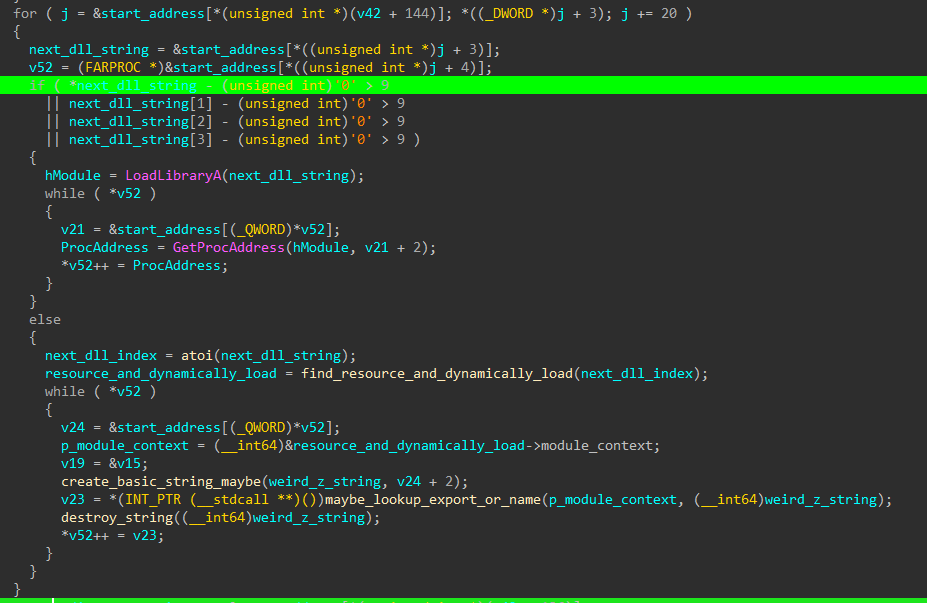 for ( j = &start_address[*(unsigned int *)(v42 + 144)]; *((_DWORD *)j + 3); j += 20 )
{
next_dll_string = &start_address[*((unsigned int *)j + 3)];
v52 = (FARPROC *)&start_address[*((unsigned int *)j + 4)];
if ( *next_dll_string - (unsigned int)'0' > 9
|| next_dll_string[1] - (unsigned int)'0' > 9
|| next_dll_string[2] - (unsigned int)'0' > 9
|| next_dll_string[3] - (unsigned int)'0' > 9 )
{
hModule = LoadLibraryA(next_dll_string);
while ( *v52 )
{
v21 = &start_address[(_QWORD)*v52];
ProcAddress = GetProcAddress(hModule, v21 + 2);
*v52++ = ProcAddress;
}
}
else
{
next_dll_index = atoi(next_dll_string);
resource_and_dynamically_load = find_resource_and_dynamically_load(next_dll_index);
while ( *v52 )
{
v24 = &start_address[(_QWORD)*v52];
p_module_context = (__int64)&resource_and_dynamically_load->module_context;
v19 = &v15;
create_basic_string_maybe(weird_z_string, v24 + 2);
v23 = *(INT_PTR (__stdcall **)())maybe_lookup_export_or_name(p_module_context, (__int64)weird_z_string);
destroy_string((__int64)weird_z_string);
*v52++ = v23;
}
}
}